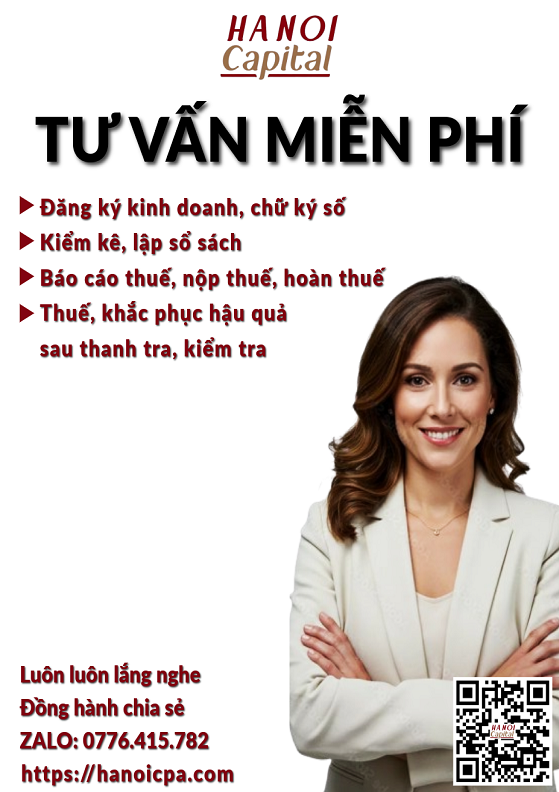 HANOI
Capital
TƯ VẤN MIỄN PHÍ
Đăng ký kinh doanh, chữ ký số
Kiểm kê, lập sổ sách
Báo cáo thuế, nộp thuế, hoàn thuế
Thuế, khắc phục hậu quả
sau thanh tra, kiểm tra
Luôn luôn lắng nghe
Đồng hành chia sẻ
ZALO: 0776.415.782
https://hanoicpa.com
HANOI
Capital